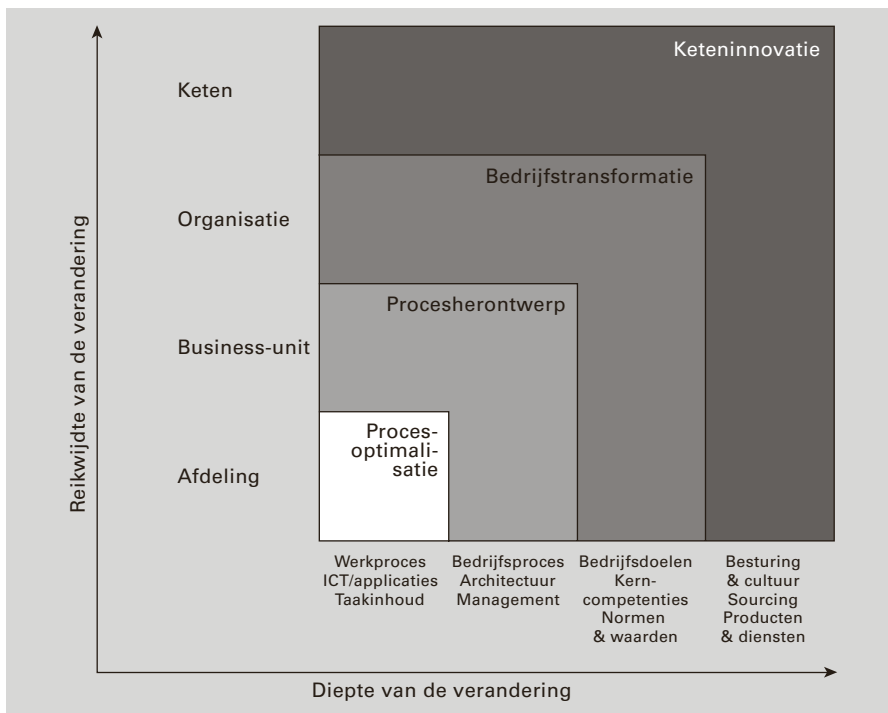 Keteninnovatie
Keten
Bedrijfstransformatie
Organisatie
Procesherontwerp
Business-unit
Proces-
optimali-
satie
Afdeling
Reikwijdte van de verandering
Werkproces
ICT/applicaties
Taakinhoud
Bedrijfsproces
Architectuur
Management
Bedrijfsdoelen
Kern-
competenties
Normen
& waarden
Besturing
& cultuur
Sourcing
Producten
& diensten
Diepte van de verandering